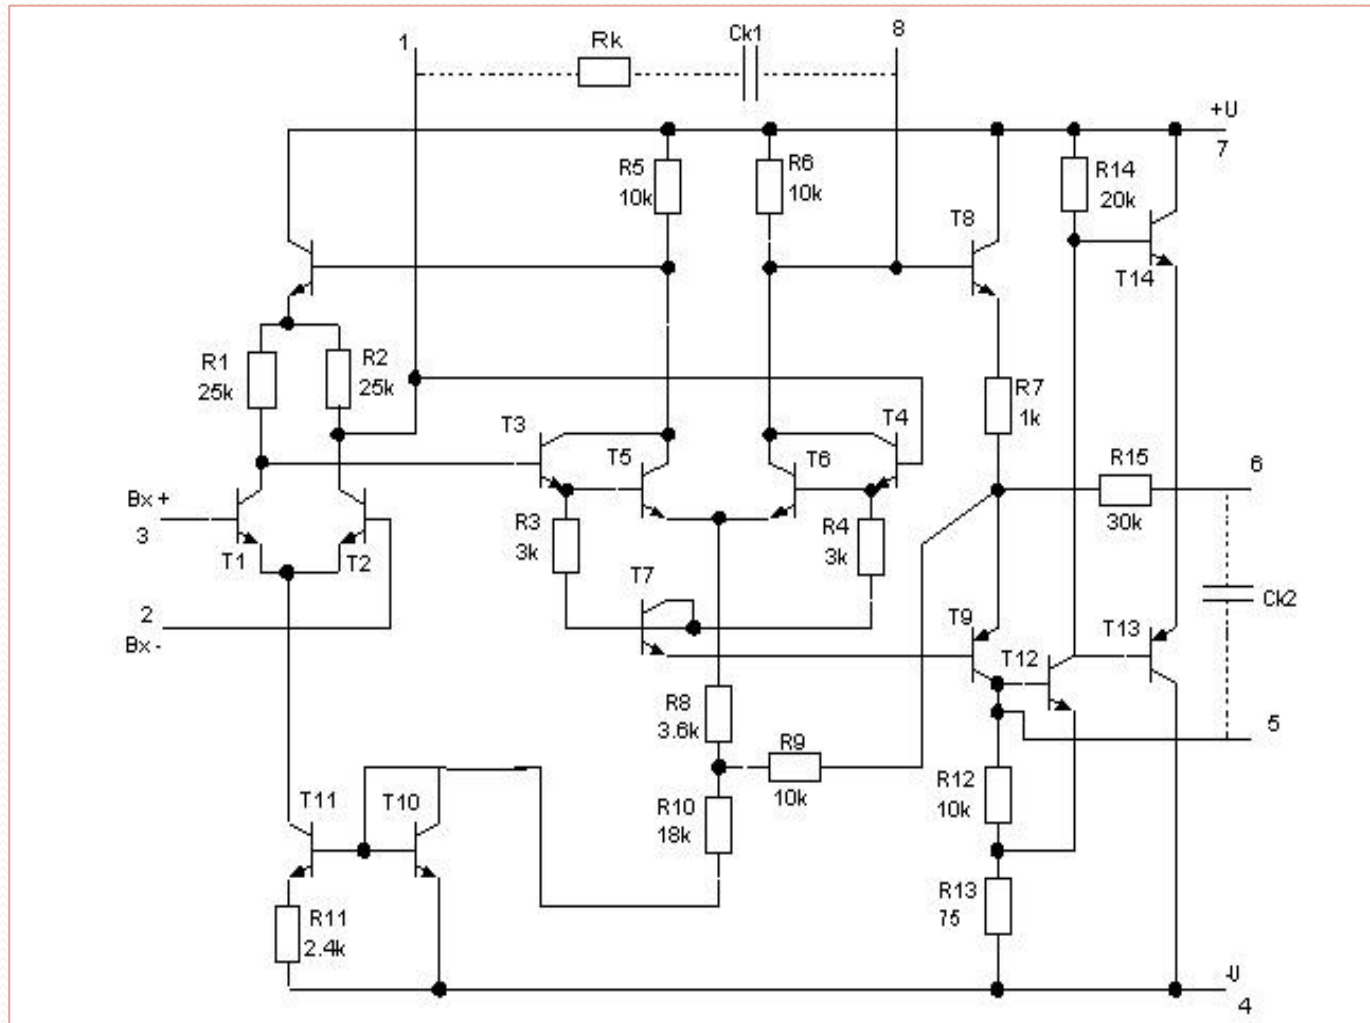 1
Rk
Ck1
8
+U
7
R5
10k
R6
10k
R14
20k
T8
T14
R1
25k
R2
25k
R7
1k
T3
T4
T5
T6
R15
30k
6
Вх +
3
T1
T2
R3
3k
R4
3k
T7
Ck2
2
Вх -
T9
T12
T13
R8
3.6k
R9
10k
5
T11
T10
R10
18k
R12
10k
R11
2.4k
R13
75
-U
4